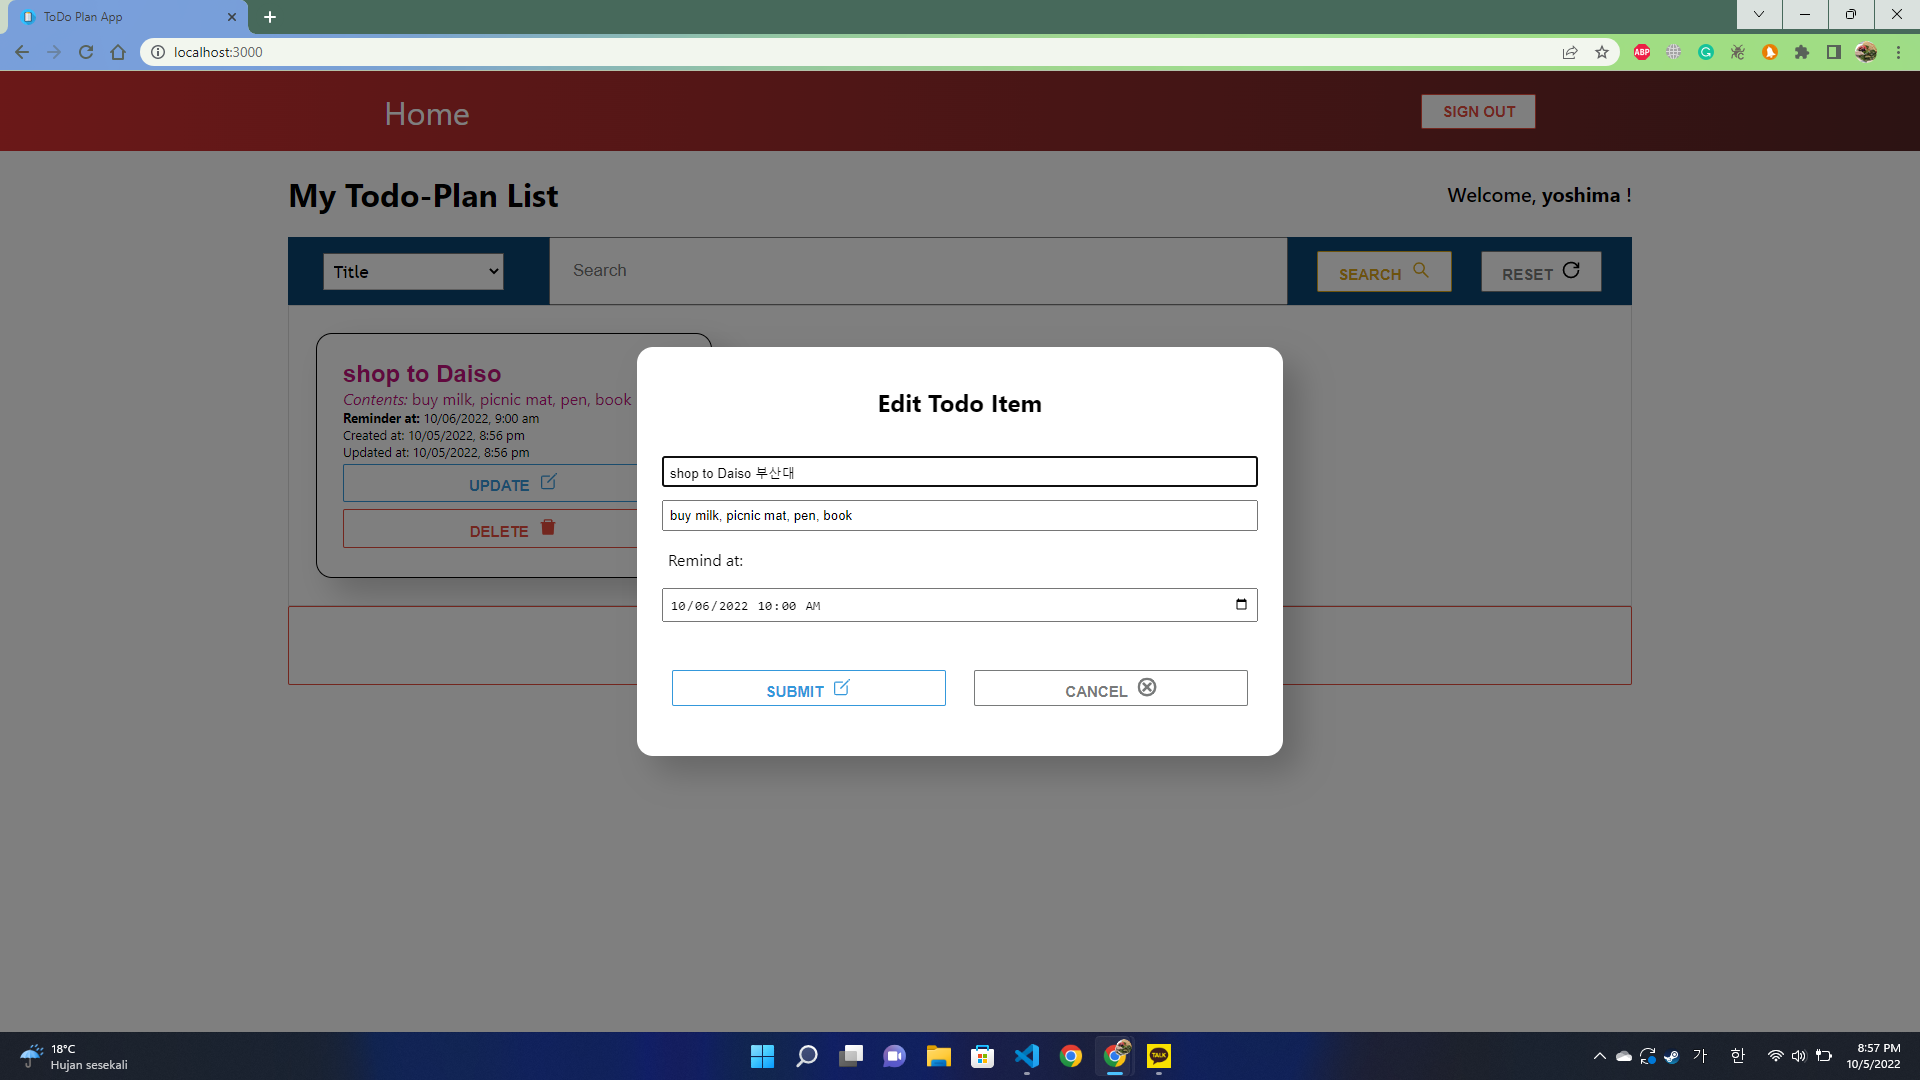 ToDo Plan App
localhost:3000
ABP
Home
SIGN OUT
My Todo-Plan List
Welcome, yoshima !
Title
Search
SEARCH
RESET
shop to Daiso
Contents: buy milk, picnic mat, pen, book
Reminder at: 10/06/2022, 9:00 am
Created at: 10/05/2022, 8:56 pm
Updated at: 10/05/2022, 8:56 pm
UPDATE
DELETE
Edit Todo Item
shop to Daiso 부산대
buy milk, picnic mat, pen, book
Remind at:
10/06/2022 10:00 AM
SUBMIT
CANCEL
18°C
Hujan sesekali
TALK
가
한
8:57 PM
10/5/2022